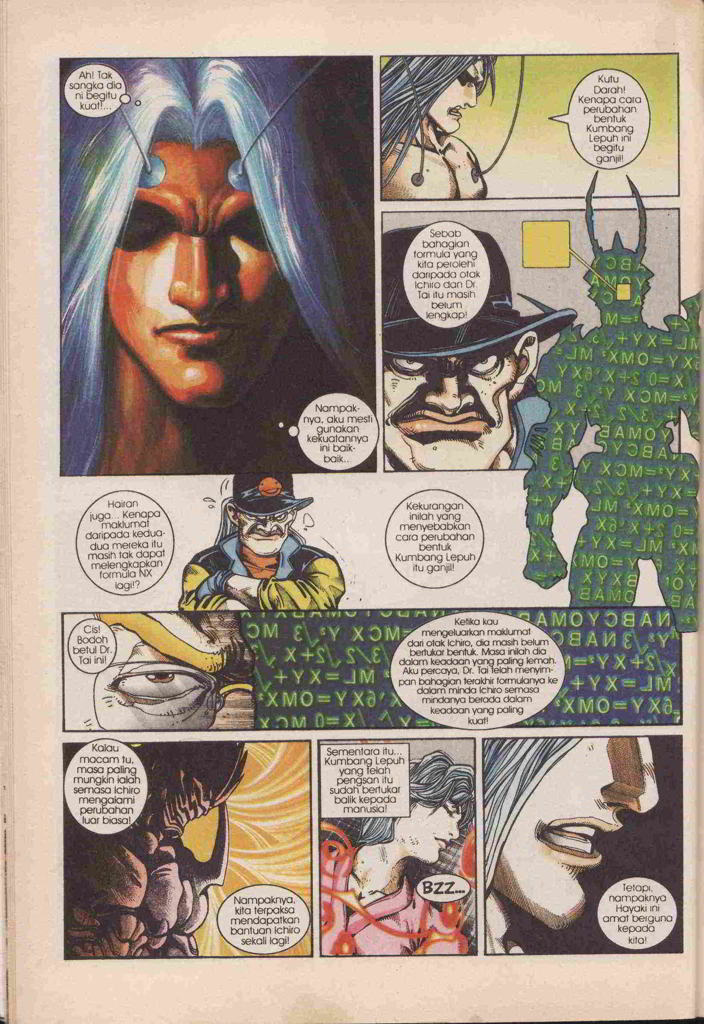 Ah! Tak
sangka dia
ni begitu
kuat!...
Nampak-
nya, aku mesti
gunakan
kekuatannya
ini baik-
baik...
Kutu
Darah!
Kenapa cara
perubahan
bentuk
Kumbang
Lepuh ini
begitu
ganjil!
Sebab
bahagian
formula yang
kita perolehi
daripada otak
Ichiro dan Dr.
Tai itu masih
belum
lengkap!
Hairan
juga... Kenapa
maklumat
daripada kedua-
dua mereka itu
masih tak dapat
melengkapkan
formula NX
lagi!?
Kekurangan
inilah yang
menyebabkan
cara perubahan
bentuk
Kumbang Lepuh
itu ganjil!
Cis!
Bodoh
betul Dr.
Tai ini!
Ketika kau
mengeluarkan maklumat
dari otak Ichiro, dia masih belum
bertukar bentuk. Masa inilah dia
dalam keadaan yang paling lemah.
Aku percaya, Dr. Tai telah menyim-
pan bahagian terakhir formulanya ke
dalam minda Ichiro semasa
mindanya berada dalam
keadaan yang paling
kuat!
Kalau
macam tu,
masa paling
mungkin ialah
semasa Ichiro
mengalami
perubahan
luar biasa!
Nampaknya,
kita terpaksa
mendapatkan
bantuan Ichiro
sekali lagi!
Sementara itu...
Kumbang Lepuh
yang telah
pengsan itu
sudah bertukar
balik kepada
manusia!
BZZ...
Tetapi,
nampaknya
Hayaki ini
amat berguna
kepada
kita!